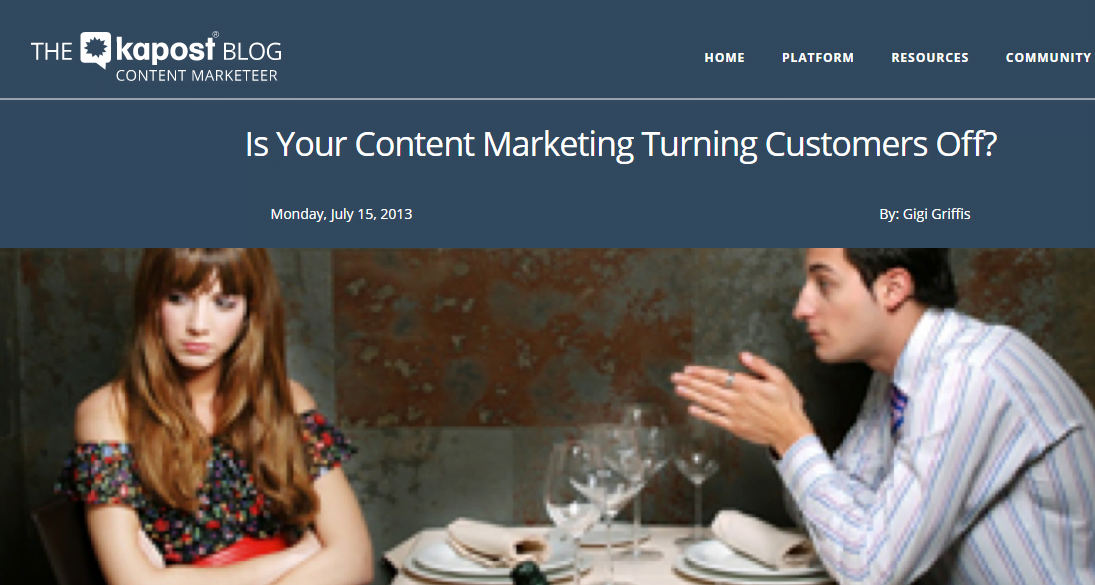 THE kapost® BLOG
CONTENT MARKETEER
HOME PLATFORM RESOURCES COMMUNITY
Is Your Content Marketing Turning Customers Off?
Monday, July 15, 2013 By: Gigi Griffis